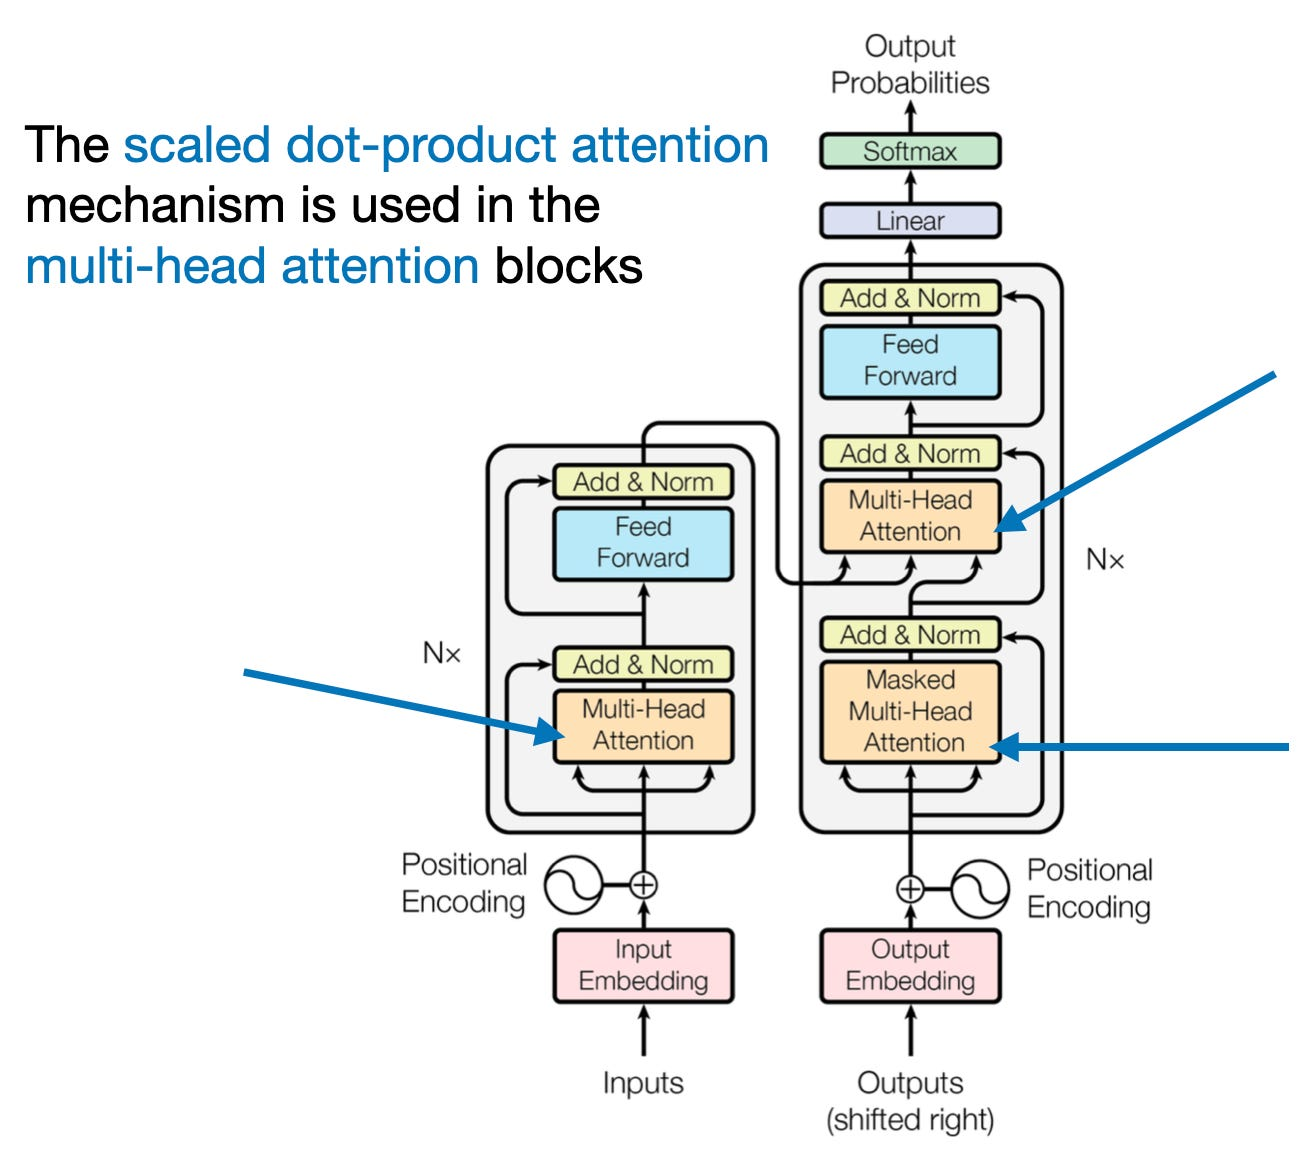 The scaled dot-product attention
mechanism is used in the
multi-head attention blocks
Output
Probabilities
Softmax
Linear
Add & Norm
Feed
Forward
Add & Norm
Multi-Head
Attention
N×
Add & Norm
Masked
Multi-Head
Attention
Add & Norm
Feed
Forward
N×
Add & Norm
Multi-Head
Attention
Positional
Encoding
Positional
Encoding
Input
Embedding
Output
Embedding
Inputs
Outputs
(shifted right)